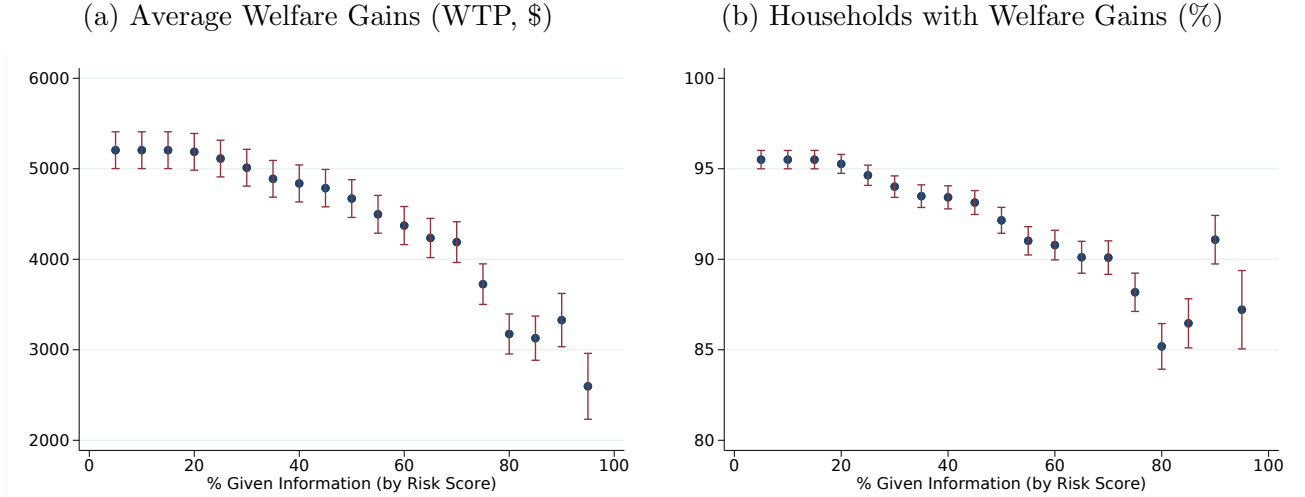 (a) Average Welfare Gains (WTP, $)
6000
5000
4000
3000
2000
0 20 40 60 80 100
% Given Information (by Risk Score)
(b) Households with Welfare Gains (%)
100
95
90
85
80
0 20 40 60 80 100
% Given Information (by Risk Score)